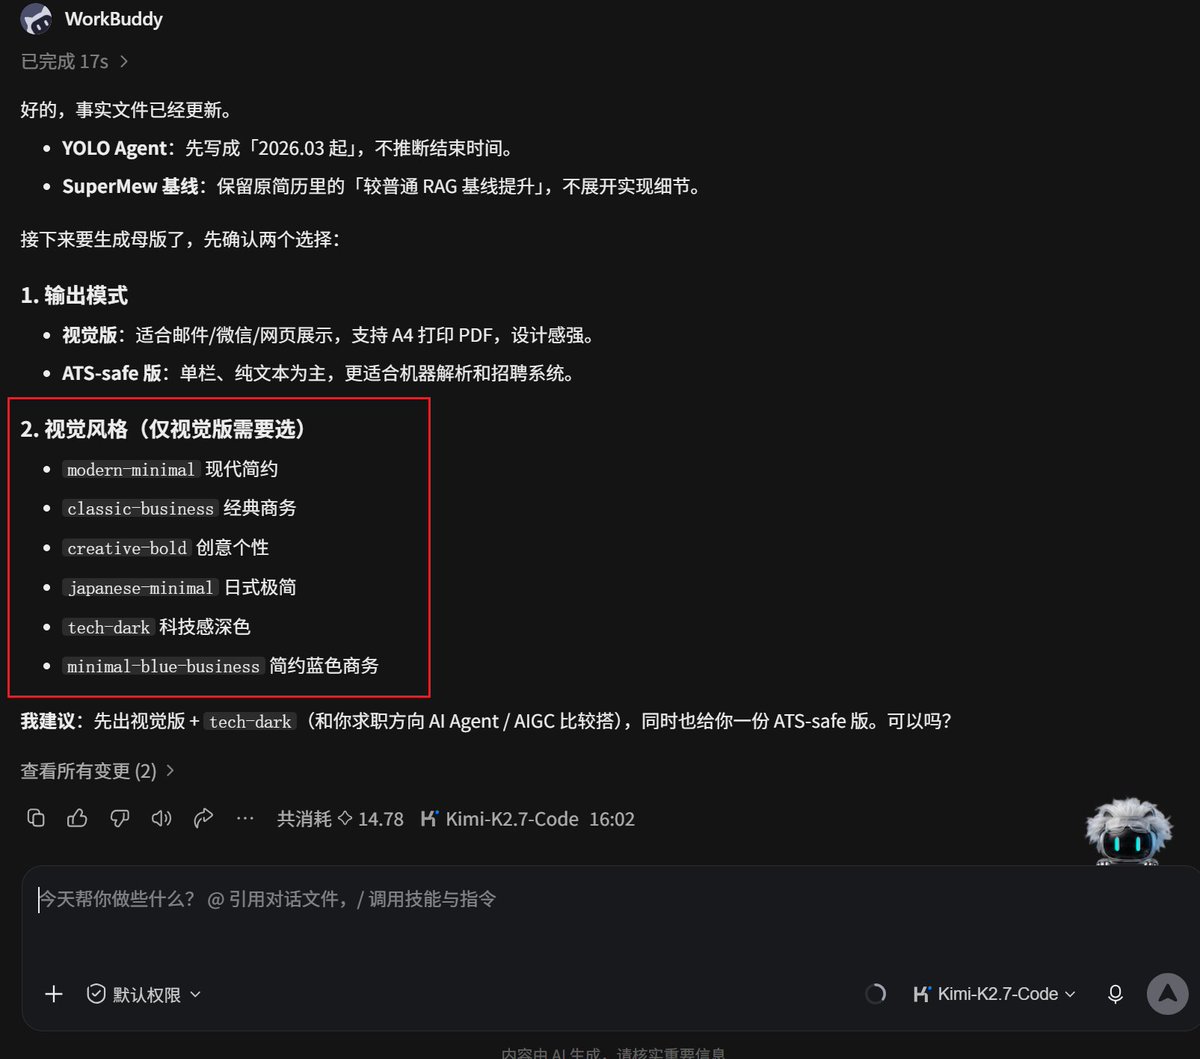 WorkBuddy
已完成 17s
好的，事实文件已经更新。
• YOLO Agent：先写成「2026.03 起」，不推断结束时间。
• SuperMew 基线：保留原简历里的「较普通 RAG 基线提升」，不展开实现细节。
接下来要生成母版了，先确认两个选择：
1. 输出模式
• 视觉版：适合邮件/微信/网页展示，支持 A4 打印 PDF，设计感强。
• ATS-safe 版：单栏、纯文本为主，更适合机器解析和招聘系统。
2. 视觉风格（仅视觉版需要选）
• modern-minimal 现代简约
• classic-business 经典商务
• creative-bold 创意个性
• japanese-minimal 日式极简
• tech-dark 科技感深色
• minimal-blue-business 简约蓝色商务
我建议：先出视觉版 + tech-dark（和你求职方向 AI Agent / AIGC 比较搭），同时也给你一份 ATS-safe 版。可以吗？
查看所有变更 (2)
共消耗 14.78 Kimi-K2.7-Code 16:02
今天帮你做些什么？ @ 引用对话文件，/ 调用技能与指令
默认权限 Kimi-K2.7-Code
内容由 AI 生成，请核实重要信息